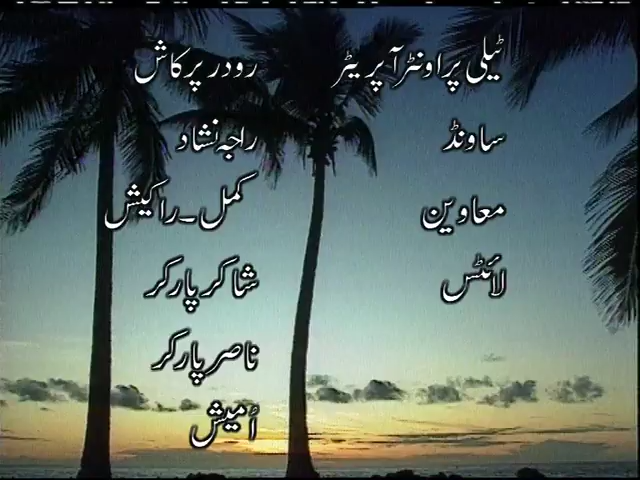 ٹیلی پراونٹر آپریٹر رودر پرکاش
ساونڈ راجہ نشاد
معاوین کمل۔راکیش
لائٹس شاکر پارکر
ناصر پارکر
اُمیش